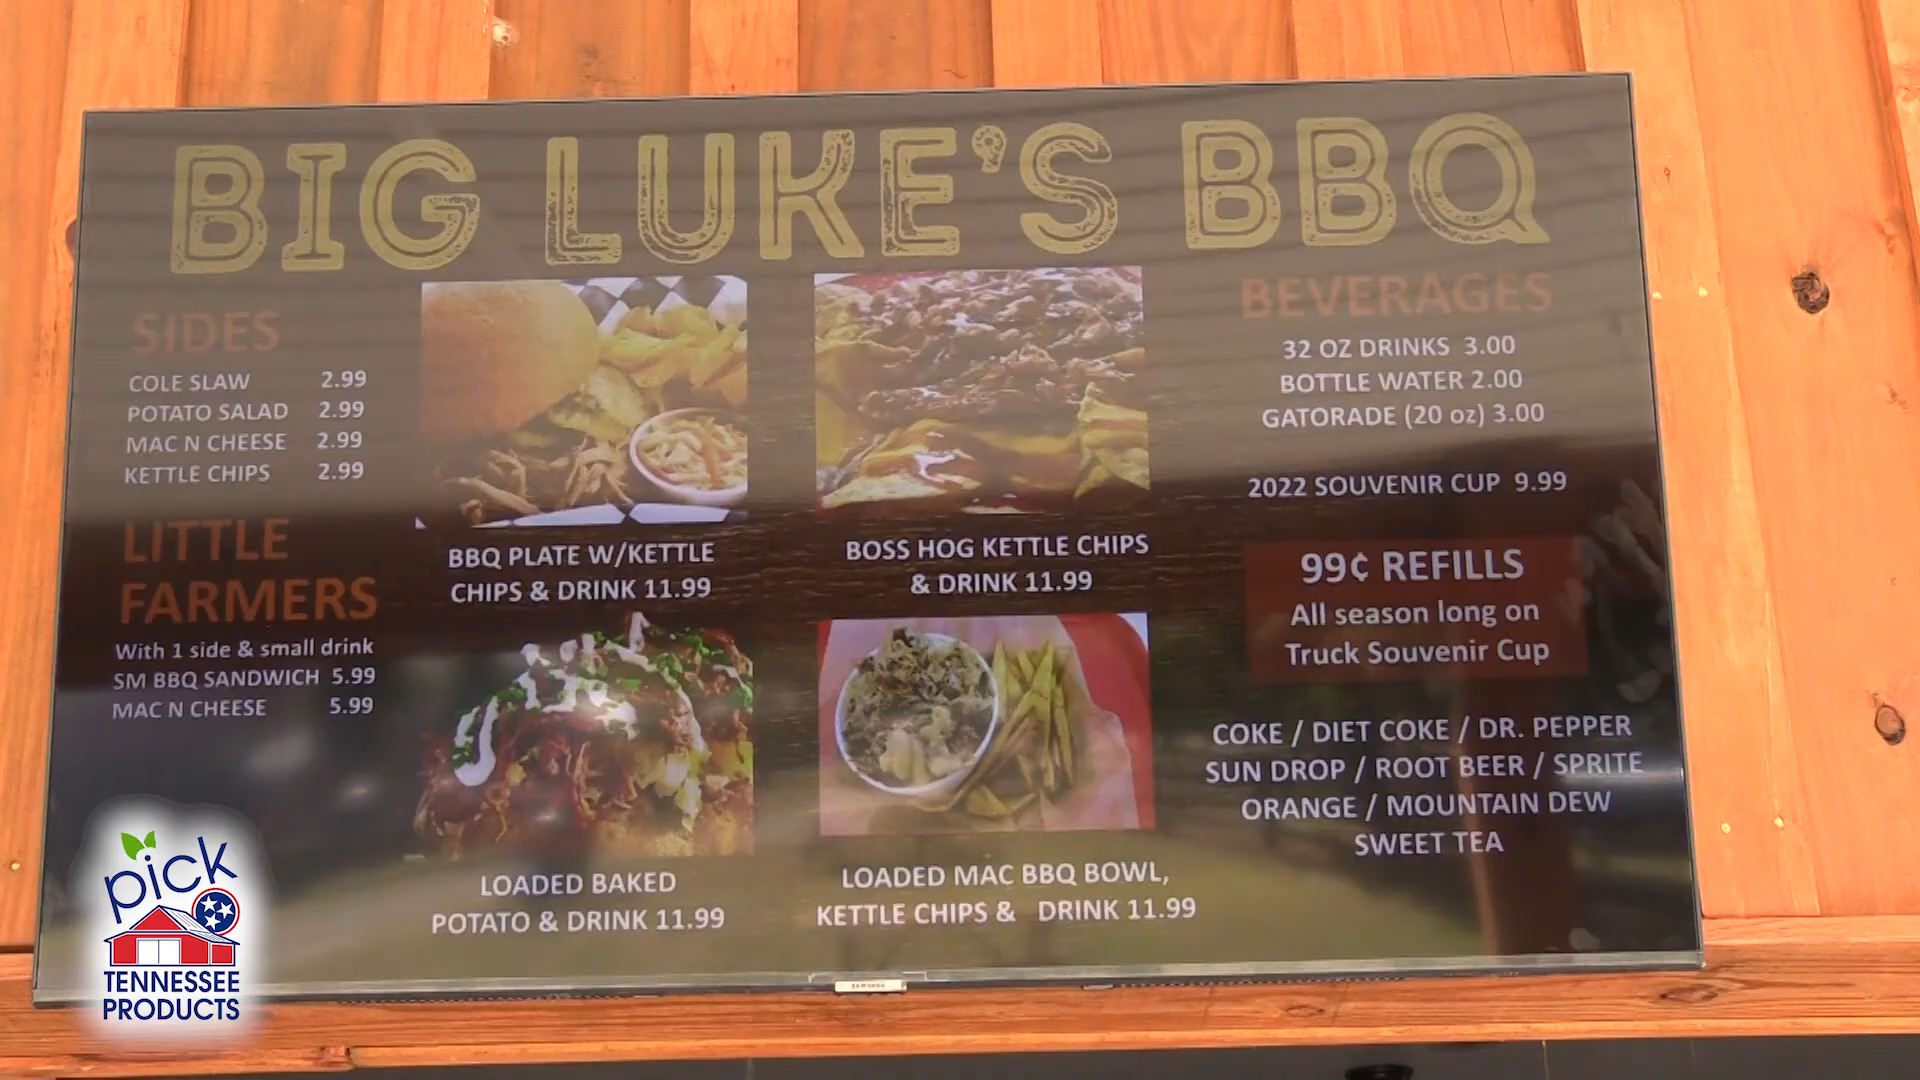 BIG LUKE'S BBQ
SIDES
COLE SLAW 2.99
POTATO SALAD 2.99
MAC N CHEESE 2.99
KETTLE CHIPS 2.99
LITTLE
FARMERS
With 1 side & small drink
SM BBQ SANDWICH 5.99
MAC N CHEESE 5.99
BBQ PLATE W/KETTLE
CHIPS & DRINK 11.99
BOSS HOG KETTLE CHIPS
& DRINK 11.99
LOADED BAKED
POTATO & DRINK 11.99
LOADED MAC BBQ BOWL,
KETTLE CHIPS & DRINK 11.99
BEVERAGES
32 OZ DRINKS 3.00
BOTTLE WATER 2.00
GATORADE (20 oz) 3.00
2022 SOUVENIR CUP 9.99
99¢ REFILLS
All season long on
Truck Souvenir Cup
COKE / DIET COKE / DR. PEPPER
SUN DROP / ROOT BEER / SPRITE
ORANGE / MOUNTAIN DEW
SWEET TEA
SAMSUNG
pick
TENNESSEE
PRODUCTS